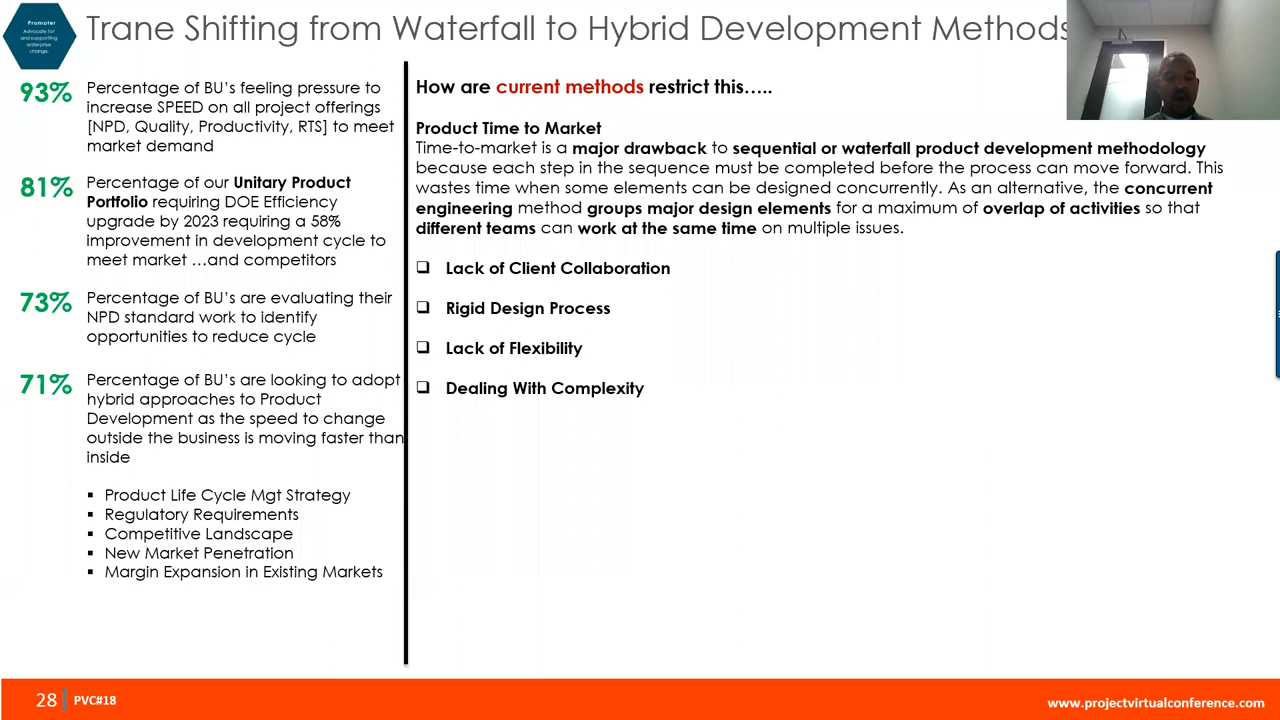 Promoter
Advocate for
and supporting
enterprise
change.
Trane Shifting from Waterfall to Hybrid Development Methods
93%
Percentage of BU's feeling pressure to
increase SPEED on all project offerings
[NPD, Quality, Productivity, RTS] to meet
market demand
81%
Percentage of our Unitary Product
Portfolio requiring DOE Efficiency
upgrade by 2023 requiring a 58%
improvement in development cycle to
meet market …and competitors
73%
Percentage of BU's are evaluating their
NPD standard work to identify
opportunities to reduce cycle
71%
Percentage of BU's are looking to adopt
hybrid approaches to Product
Development as the speed to change
outside the business is moving faster than
inside
▪ Product Life Cycle Mgt Strategy
▪ Regulatory Requirements
▪ Competitive Landscape
▪ New Market Penetration
▪ Margin Expansion in Existing Markets
How are current methods restrict this…..
Product Time to Market
Time-to-market is a major drawback to sequential or waterfall product development methodology
because each step in the sequence must be completed before the process can move forward. This
wastes time when some elements can be designed concurrently. As an alternative, the concurrent
engineering method groups major design elements for a maximum of overlap of activities so that
different teams can work at the same time on multiple issues.
❑ Lack of Client Collaboration
❑ Rigid Design Process
❑ Lack of Flexibility
❑ Dealing With Complexity
28
PVC#18
www.projectvirtualconference.com